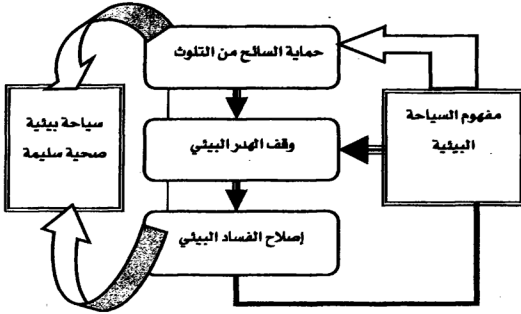 حماية السائح من التلوث
مفهوم السياحة
البيئية
وقف الهدر البيئي
سياحة بيئية
صحية سليمة
إصلاح الفساد البيئي